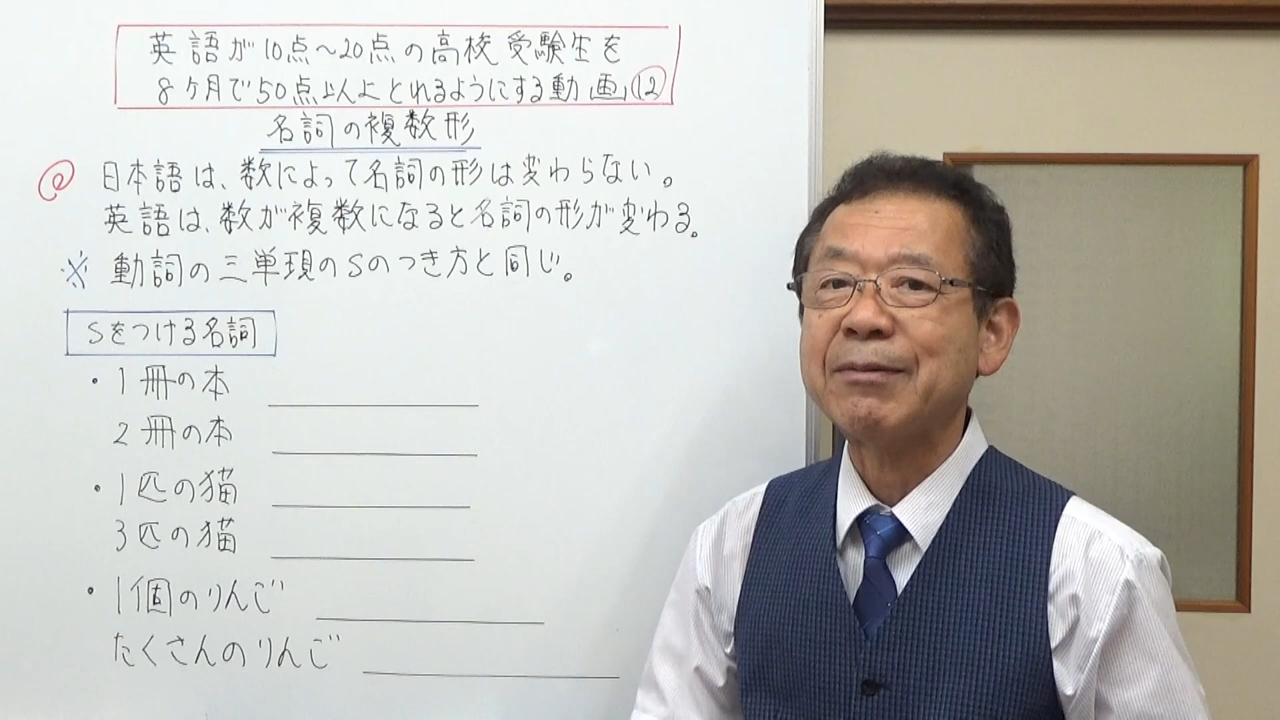 英語が10点～20点の高校受験生を
8ヶ月で50点以上とれるようにする動画⑫
名詞の複数形
@ 日本語は、数によって名詞の形は変わらない。
英語は、数が複数になると名詞の形が変わる。
※ 動詞の三単現のSのつき方と同じ。
Sをつける名詞
・1冊の本
2冊の本
・1匹の猫
3匹の猫
・1個のりんご
たくさんのりんご